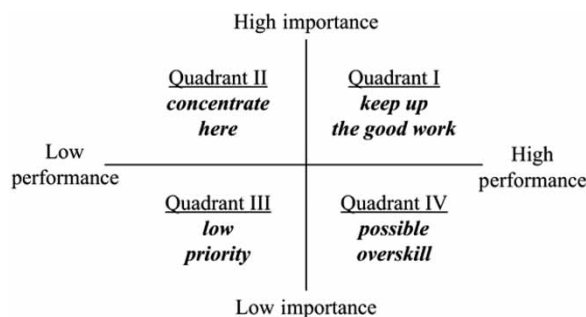 High importance
Quadrant II
concentrate
here
Quadrant I
keep up
the good work
Low
performance
High
performance
Quadrant III
low
priority
Quadrant IV
possible
overskill
Low importance